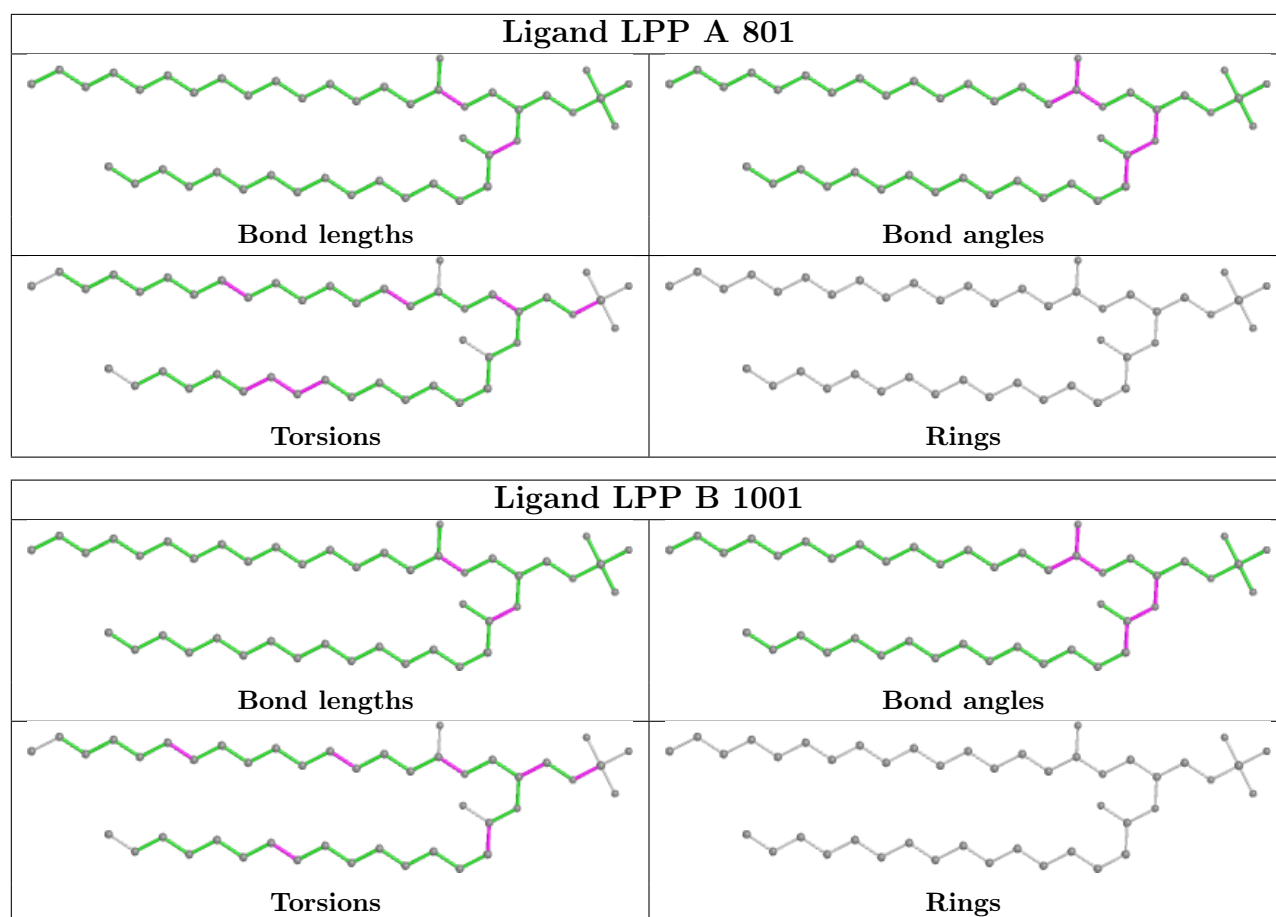 Ligand LPP A 801
Bond lengths
Bond angles
Torsions
Rings
Ligand LPP B 1001
Bond lengths
Bond angles
Torsions
Rings